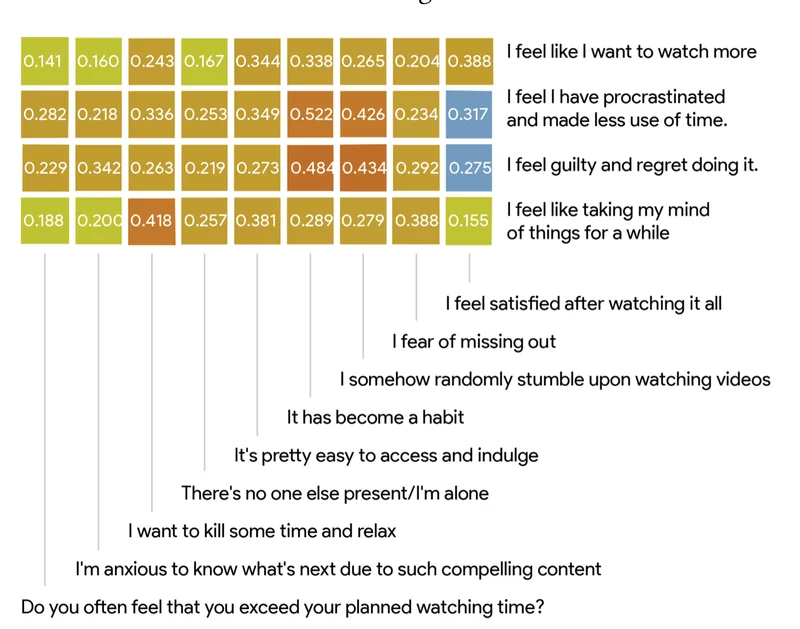 0.141 0.160 0.243 0.167 0.344 0.338 0.265 0.204 0.388 I feel like I want to watch more
0.282 0.218 0.336 0.253 0.349 0.522 0.426 0.234 0.317 I feel I have procrastinated
and made less use of time.
0.229 0.342 0.263 0.219 0.273 0.484 0.434 0.292 0.275 I feel guilty and regret doing it.
0.188 0.200 0.418 0.257 0.381 0.289 0.279 0.388 0.155 I feel like taking my mind
of things for a while
I feel satisfied after watching it all
I fear of missing out
I somehow randomly stumble upon watching videos
It has become a habit
It's pretty easy to access and indulge
There's no one else present/I'm alone
I want to kill some time and relax
I'm anxious to know what's next due to such compelling content
Do you often feel that you exceed your planned watching time?